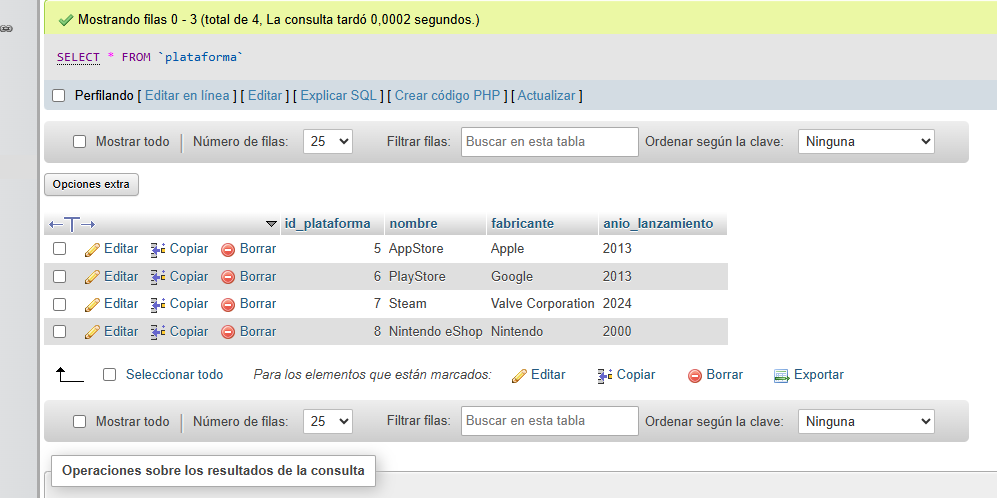 Mostrando filas 0 - 3 (total de 4, La consulta tardó 0,0002 segundos.)
SELECT * FROM `plataforma`
Perfilando [ Editar en línea ] [ Editar ] [ Explicar SQL ] [ Crear código PHP ] [ Actualizar ]
Mostrar todo Número de filas: 25 Filtrar filas: Buscar en esta tabla Ordenar según la clave: Ninguna
Opciones extra
id_plataforma nombre fabricante anio_lanzamiento
Editar Copiar Borrar 5 AppStore Apple 2013
Editar Copiar Borrar 6 PlayStore Google 2013
Editar Copiar Borrar 7 Steam Valve Corporation 2024
Editar Copiar Borrar 8 Nintendo eShop Nintendo 2000
Seleccionar todo Para los elementos que están marcados: Editar Copiar Borrar Exportar
Mostrar todo Número de filas: 25 Filtrar filas: Buscar en esta tabla Ordenar según la clave: Ninguna
Operaciones sobre los resultados de la consulta